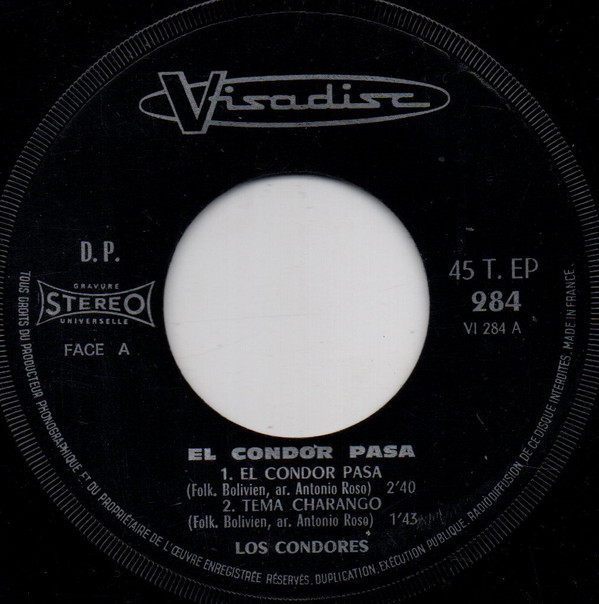 Visadisc
D. P.
GRAVURE
STEREO
UNIVERSELLE
FACE A
45 T. EP
284
VI 284 A
EL CONDOR PASA
1. EL CONDOR PASA
(Folk. Bolivien, ar. Antonio Roso) 2'40
2. TEMA CHARANGO
(Folk. Bolivien, ar. Antonio Roso) 1'43
LOS CONDORES
TOUS DROITS DU PRODUCTEUR PHONOGRAPHIQUE ET DU PROPRIÉTAIRE DE L'ŒUVRE ENREGISTRÉE RÉSERVÉS, DUPLICATION, EXÉCUTION PUBLIQUE, RADIODIFFUSION DE CE DISQUE INTERDITES. MADE IN FRANCE.